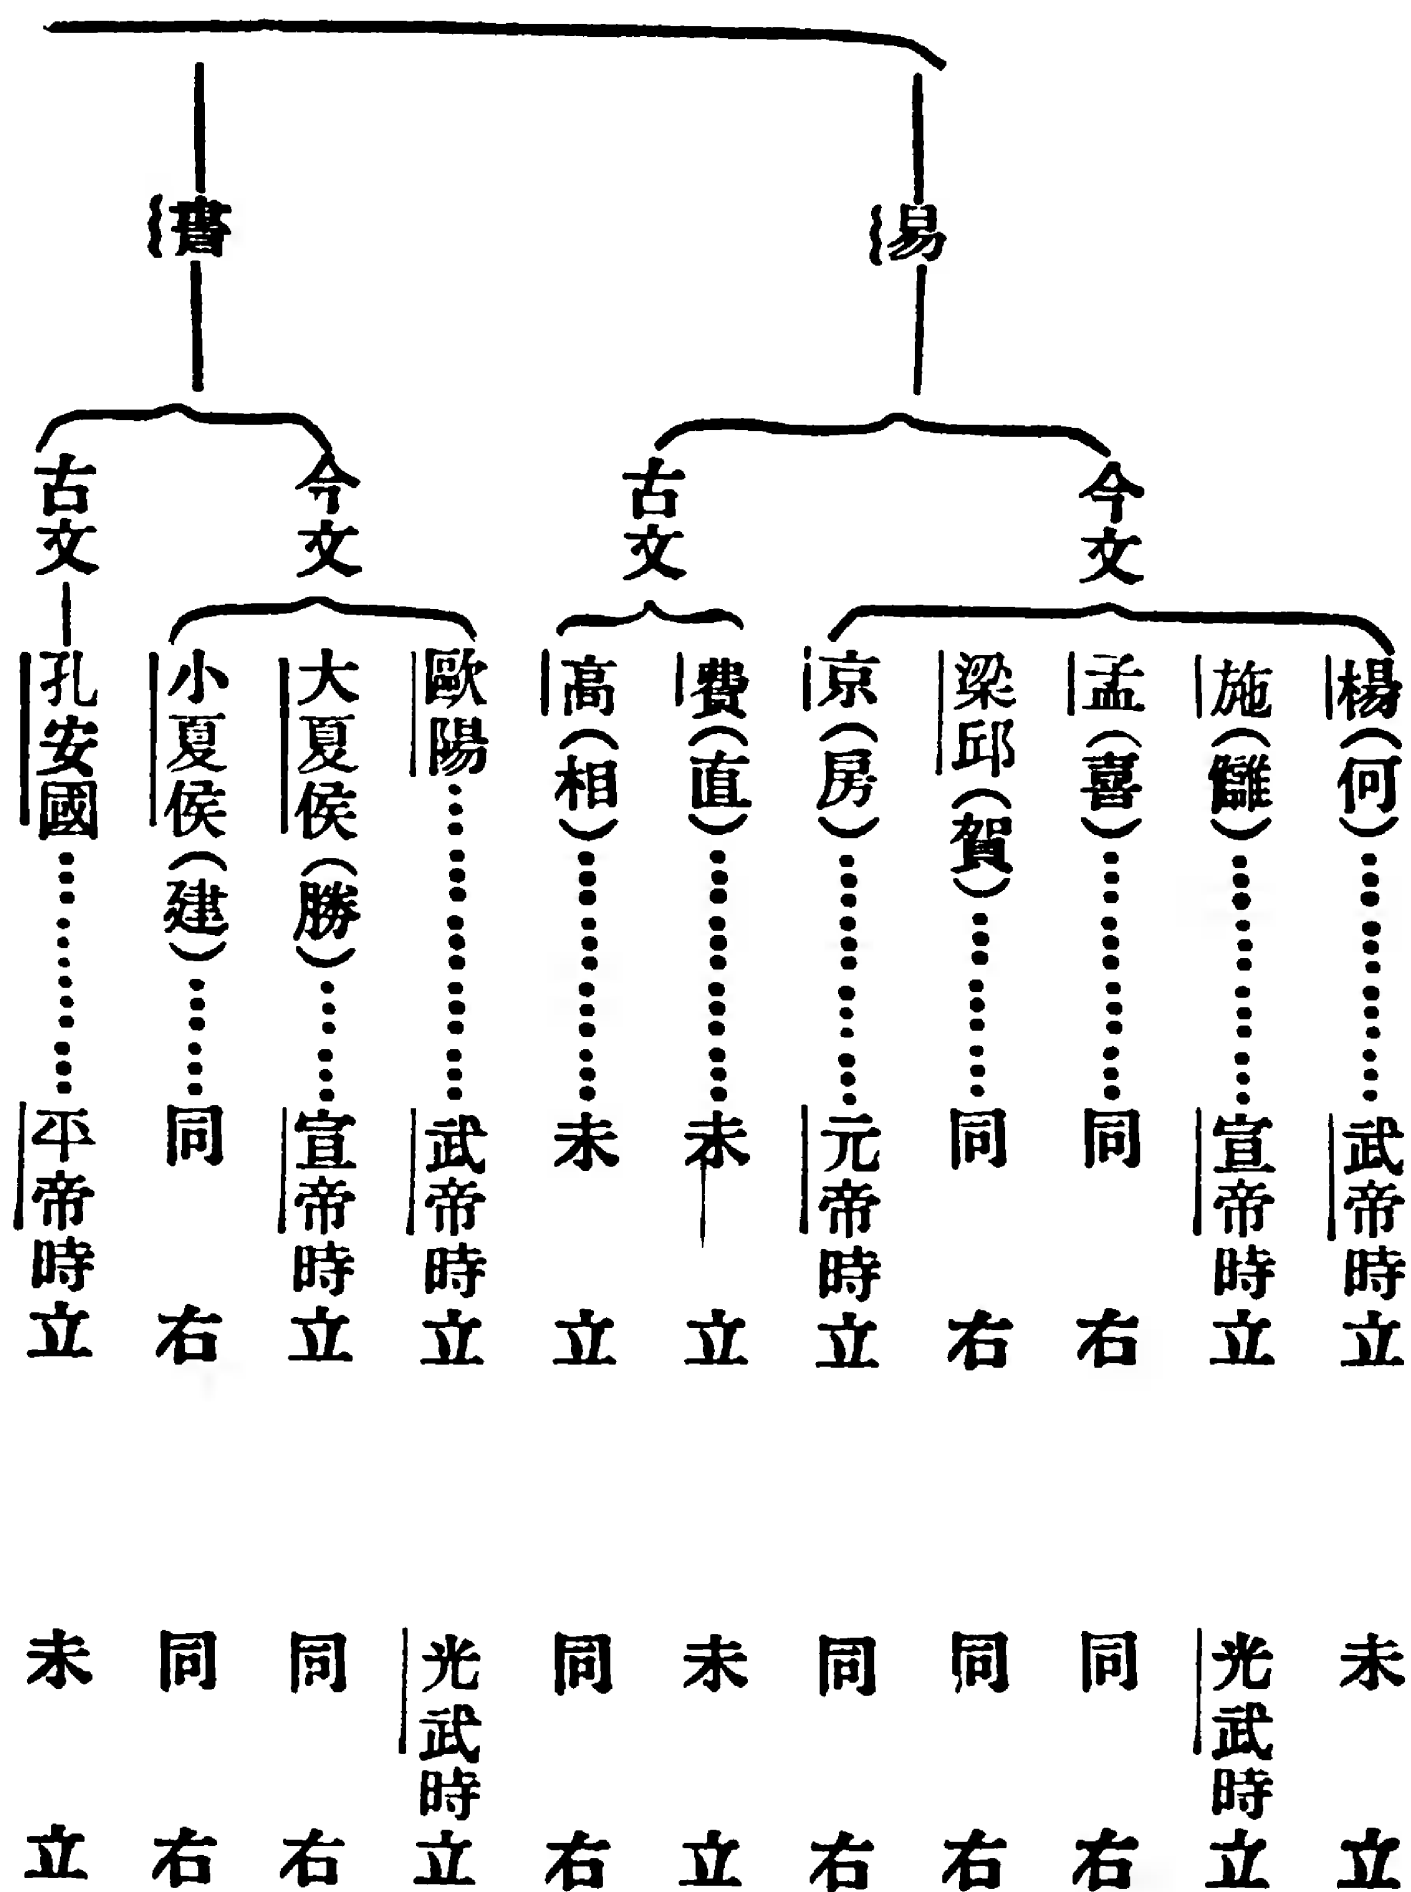 易
今文
楊(何)……武帝時立 未立
施(讎)……宣帝時立 光武時立
孟(喜)……同右 同右
梁邱(賀)……同右 同右
京(房)……元帝時立 同右
古文
費(直)……未立 未立
高(相)……未立 同右
書
今文
歐陽……武帝時立 光武時立
大夏侯(勝)……宣帝時立 同右
小夏侯(建)……同右 同右
古文
孔安國……平帝時立 未立